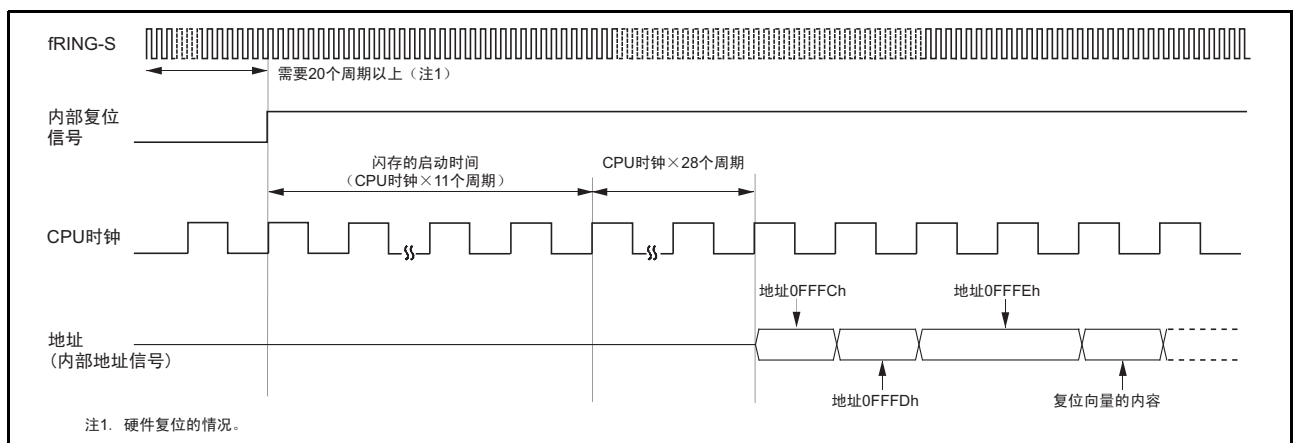 fRING-S
需要20个周期以上（注1）
内部复位
信号
闪存的启动时间
（CPU时钟×11个周期）
CPU时钟×28个周期
CPU时钟
地址0FFFCh
地址0FFFEh
地址
(内部地址信号)
地址0FFFDh
复位向量的内容
注1. 硬件复位的情况。